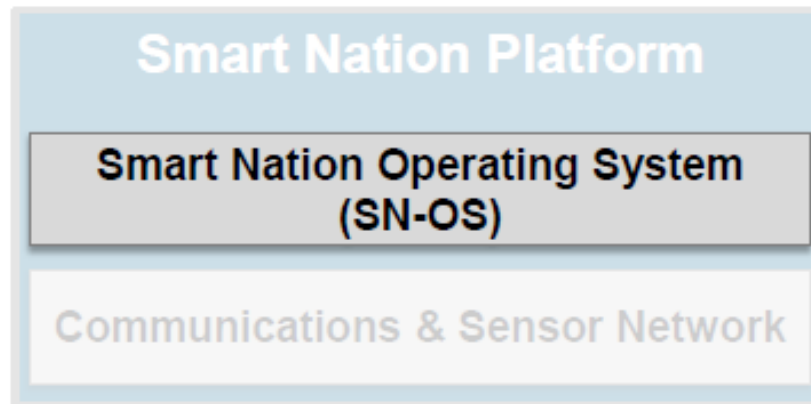 Smart Nation Platform
Smart Nation Operating System
(SN-OS)
Communications & Sensor Network